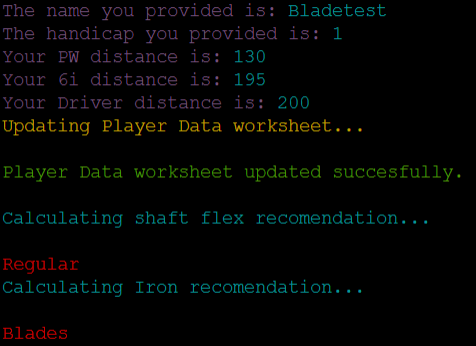 The name you provided is: Bladetest
The handicap you provided is: 1
Your PW distance is: 130
Your 6i distance is: 195
Your Driver distance is: 200
Updating Player Data worksheet...
Player Data worksheet updated succesfully.
Calculating shaft flex recomendation...
Regular
Calculating Iron recomendation...
Blades